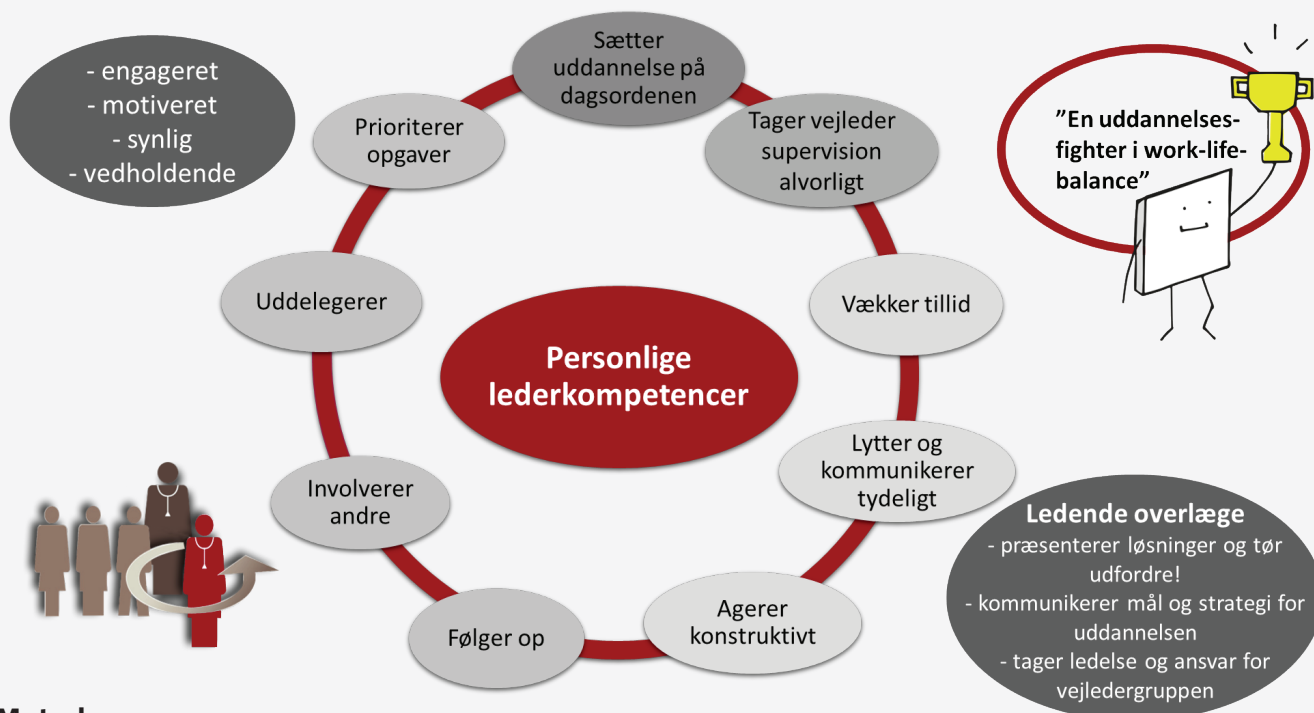 - engageret
- motiveret
- synlig
- vedholdende
Sætter
uddannelse på
dagsordenen
Prioriterer
opgaver
Tager vejleder
supervision
alvorligt
”En uddannelses-
fighter i work-life-
balance”
Uddelegerer
Vækker tillid
Personlige
lederkompetencer
Lytter og
kommunikerer
tydeligt
Involverer
andre
Ledende overlæge
- præsenterer løsninger og tør
udfordre!
- kommunikerer mål og strategi for
uddannelsen
- tager ledelse og ansvar for
vejledergruppen
Agerer
konstruktivt
Følger op